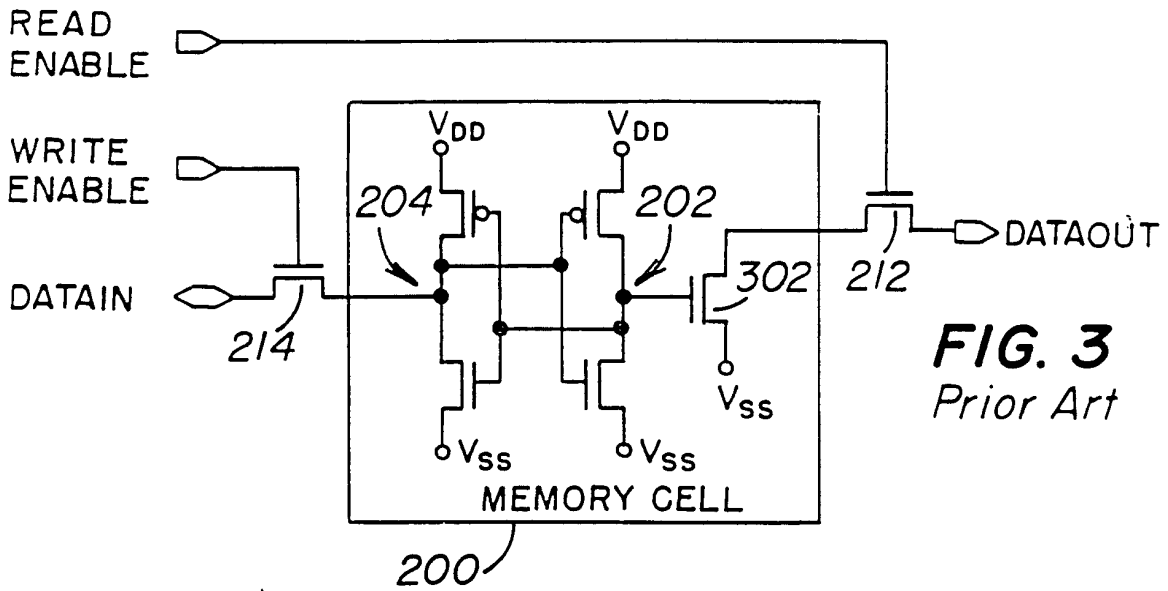 READ
ENABLE
WRITE
ENABLE
DATAIN
214
204
VDD
VDD
202
302
212
DATAOUT
VSS
VSS
VSS
MEMORY CELL
200
FIG. 3
Prior Art